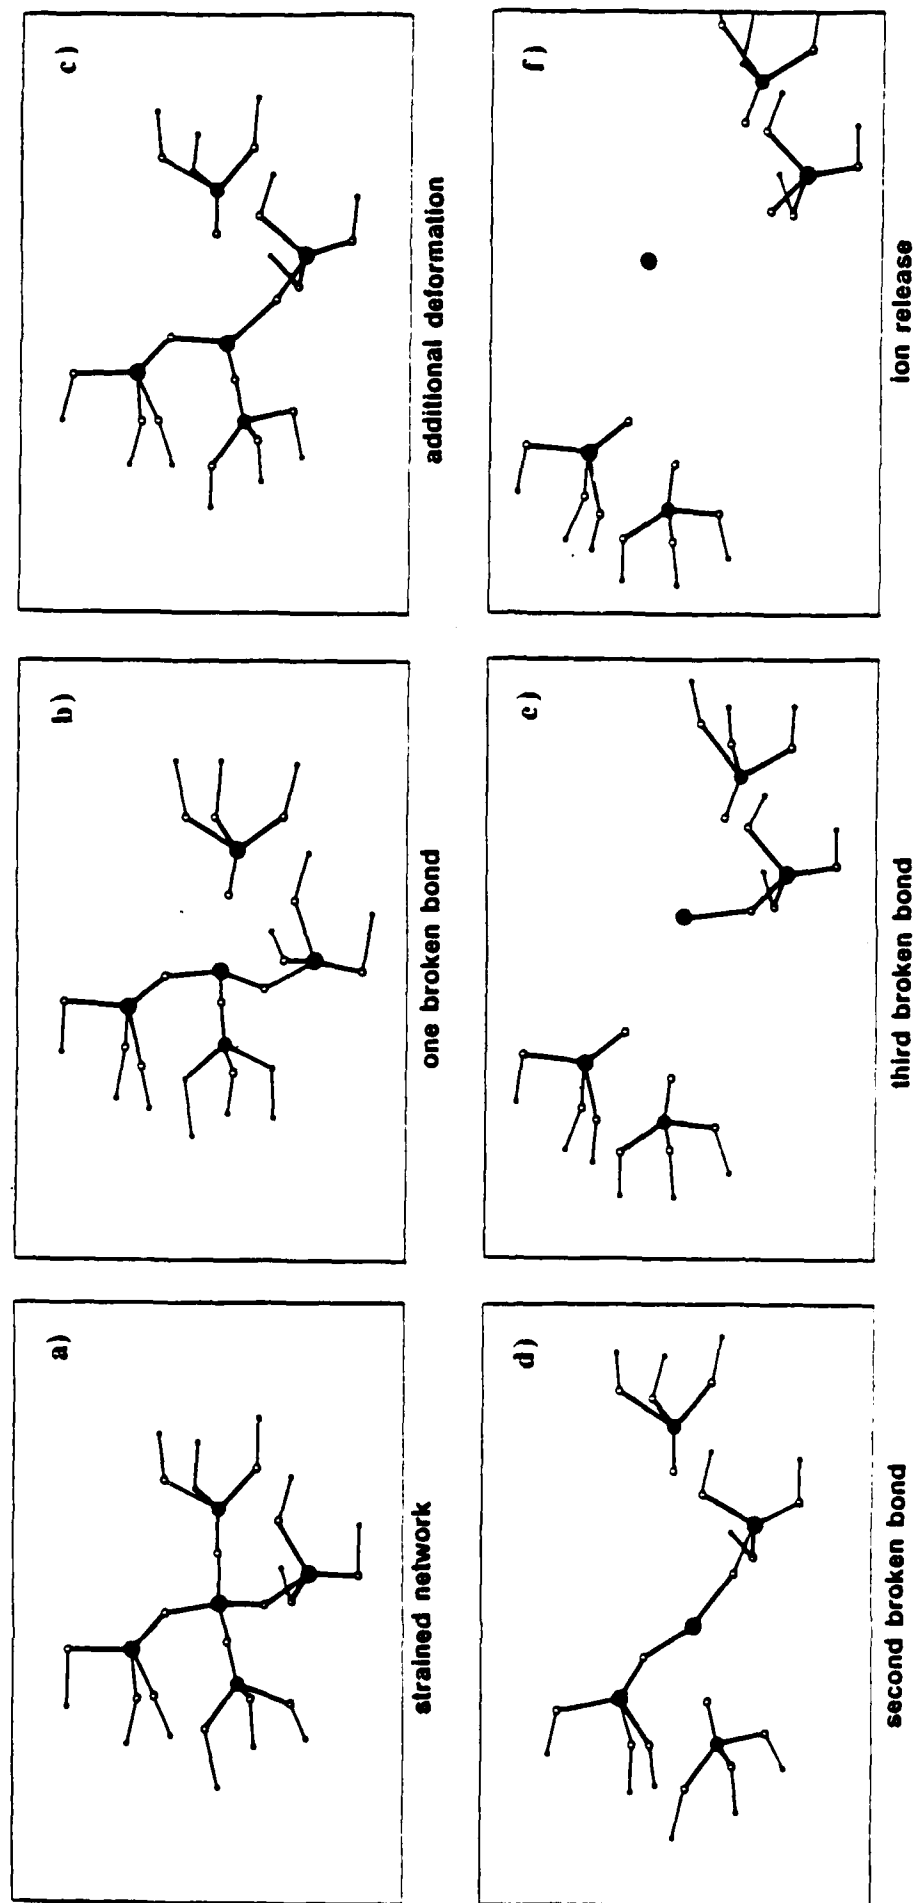 a)
strained network
b)
one broken bond
c)
additional deformation
d)
second broken bond
e)
third broken bond
f)
ion release